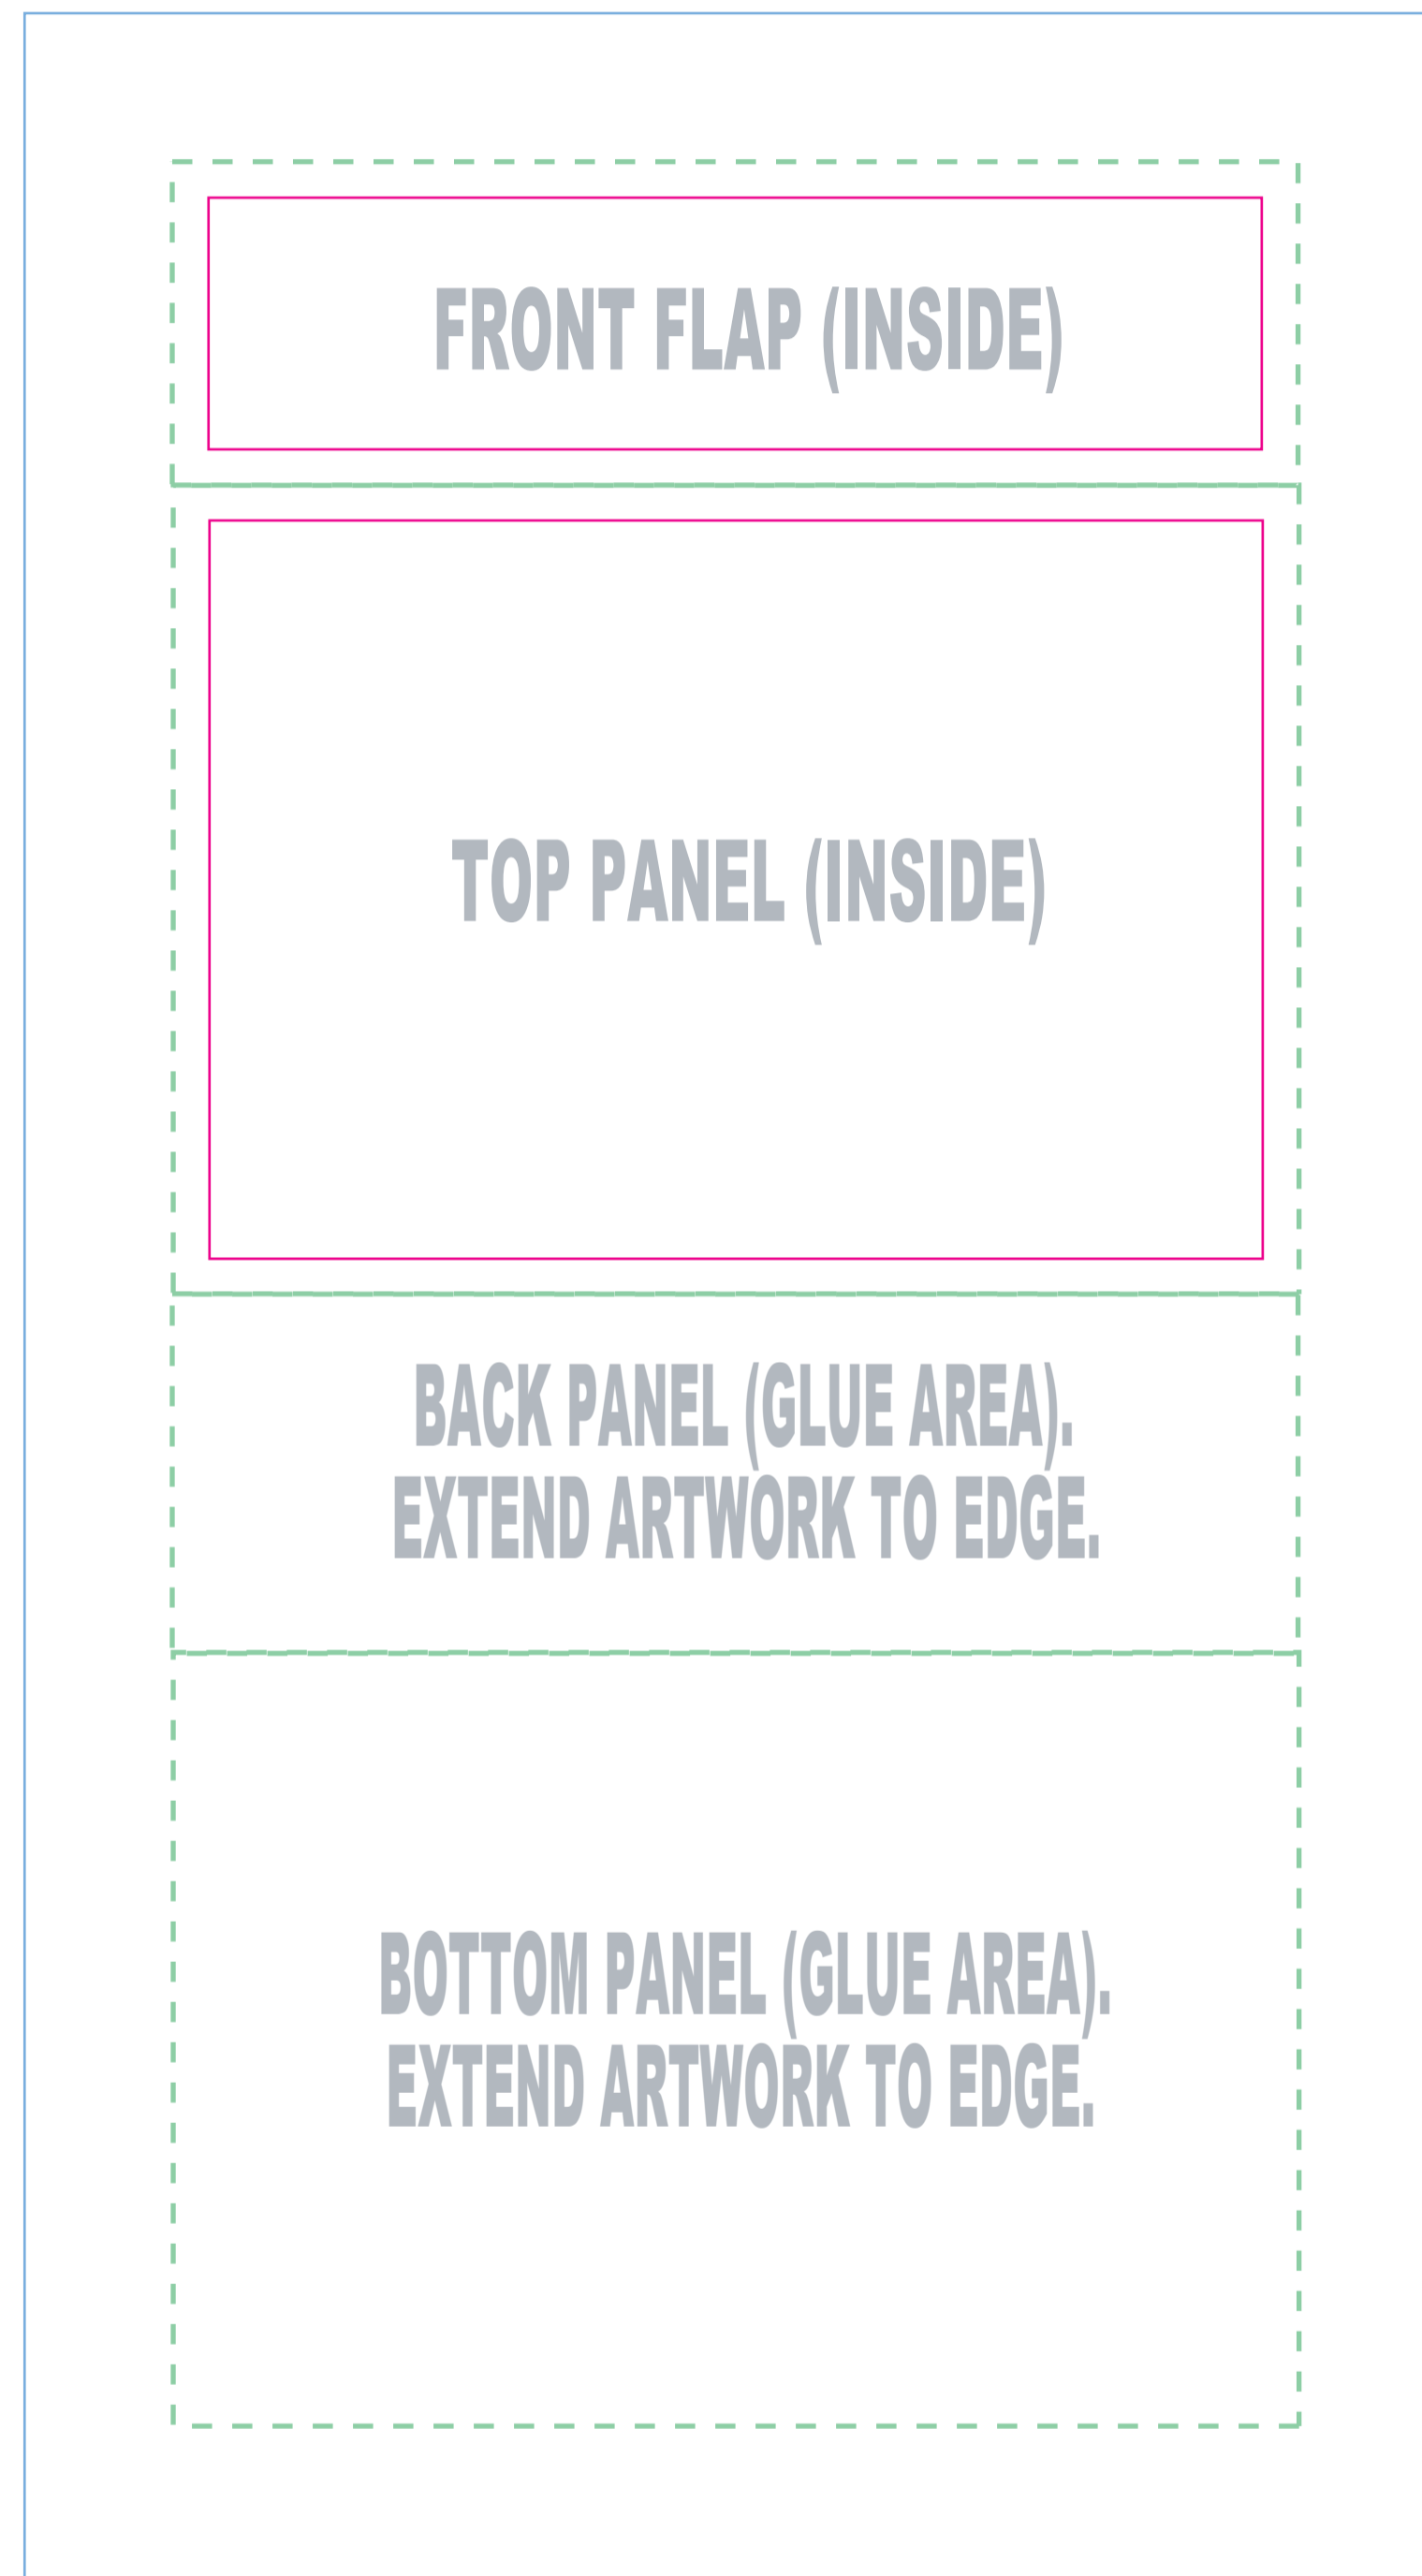 FRONT FLAP (INSIDE)
TOP PANEL (INSIDE)
BACK PANEL (GLUE AREA).
EXTEND ARTWORK TO EDGE.
BOTTOM PANEL (GLUE AREA).
EXTEND ARTWORK TO EDGE.